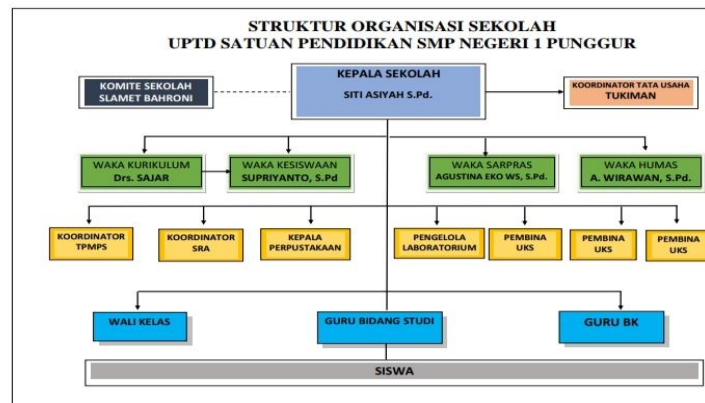 STRUKTUR ORGANISASI SEKOLAH
UPTD SATUAN PENDIDIKAN SMP NEGERI 1 PUNGGUR
KOMITE SEKOLAH
SLAMET BAHRONI
KEPALA SEKOLAH
SITI ASIYAH S.Pd.
KOORDINATOR TATA USAHA
TUKIMAN
WAKA KURIKULUM
Drs. SAJAR
WAKA KESISWAAN
SUPRIYANTO, S.Pd
WAKA SARPRAS
AGUSTINA EKO WS, S.Pd.
WAKA HUMAS
A. WIRAWAN, S.Pd.
KOORDINATOR
TPMPS
KOORDINATOR
SRA
KEPALA
PERPUSTAKAAN
PENGELOLA
LABORATORIUM
PEMBINA
UKS
PEMBINA
UKS
PEMBINA
UKS
WALI KELAS
GURU BIDANG STUDI
GURU BK
SISWA